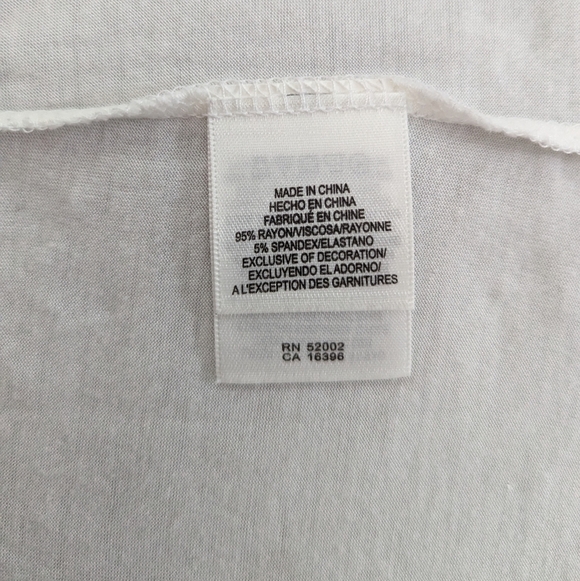 MADE IN CHINA
HECHO EN CHINA
FABRIQUÉ EN CHINE
95% RAYON/VISCOSA/RAYONNE
5% SPANDEX/ELASTANO
EXCLUSIVE OF DECORATION/
EXCLUYENDO EL ADORNO/
A L'EXCEPTION DES GARNITURES
RN 52002
CA 16396